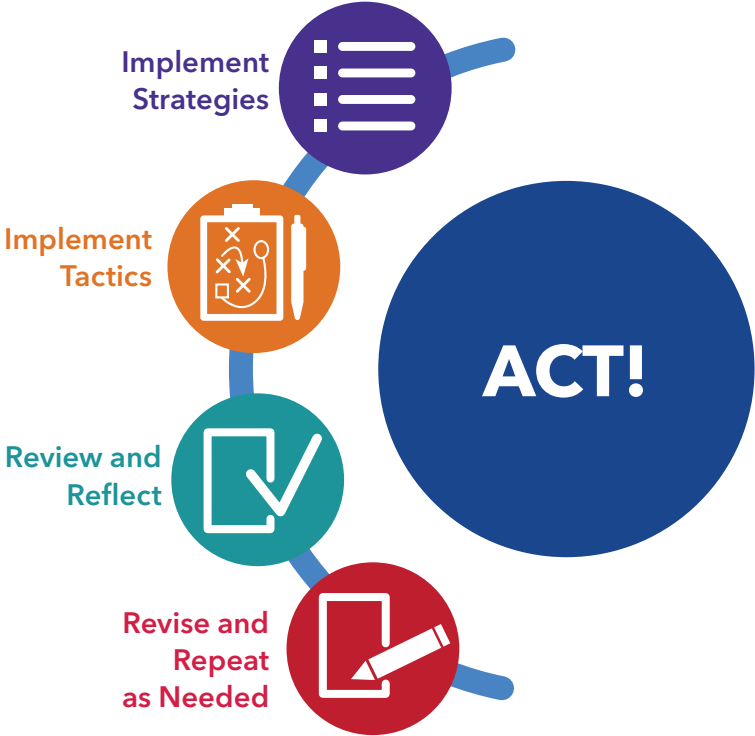 Implement
Strategies
Implement
Tactics
ACT!
Review and
Reflect
Revise and
Repeat
as Needed